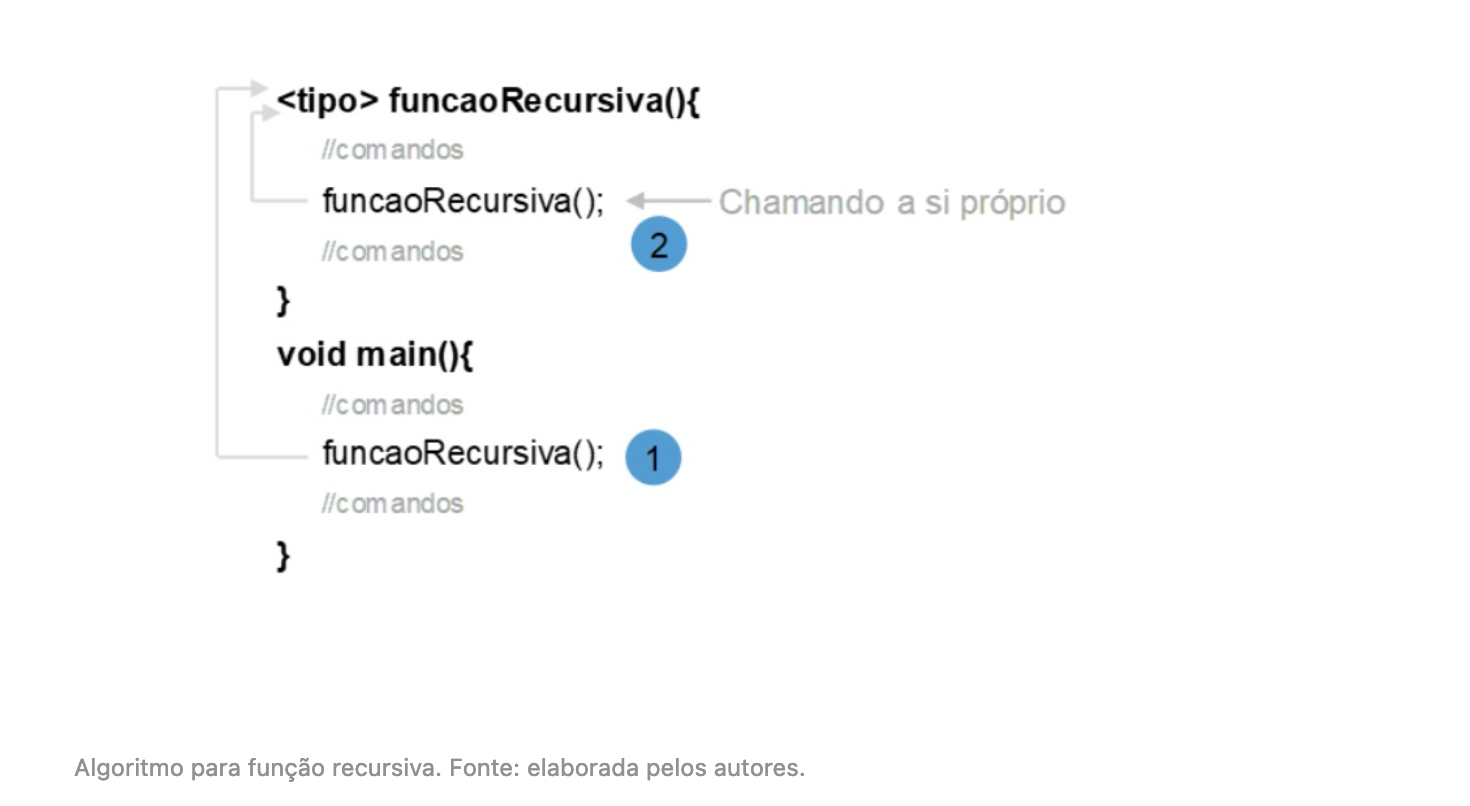 <tipo> funcaoRecursiva(){
//comandos
funcaoRecursiva(); Chamando a si próprio
2
//comandos
}
void main(){
//comandos
funcaoRecursiva(); 1
//comandos
}
Algoritmo para função recursiva. Fonte: elaborada pelos autores.